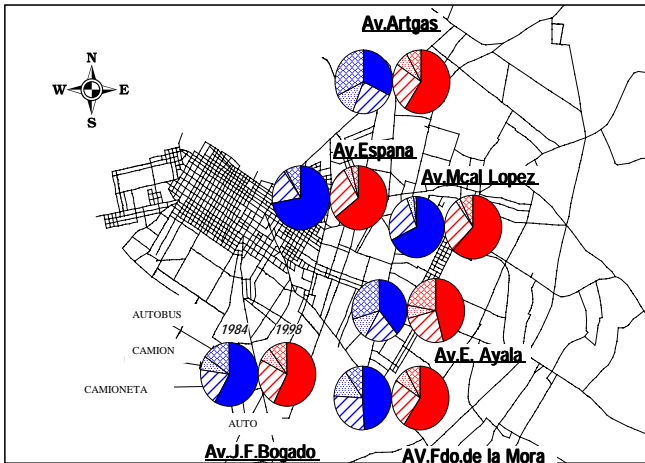 Av.Artgas
N
W E
S
Av.Espana
Av.Mcal Lopez
AUTOBUS
1984 1998
CAMION
Av.E. Ayala
CAMIONETA
AUTO
Av.J.F.Bogado
AV.Fdo.de la Mora